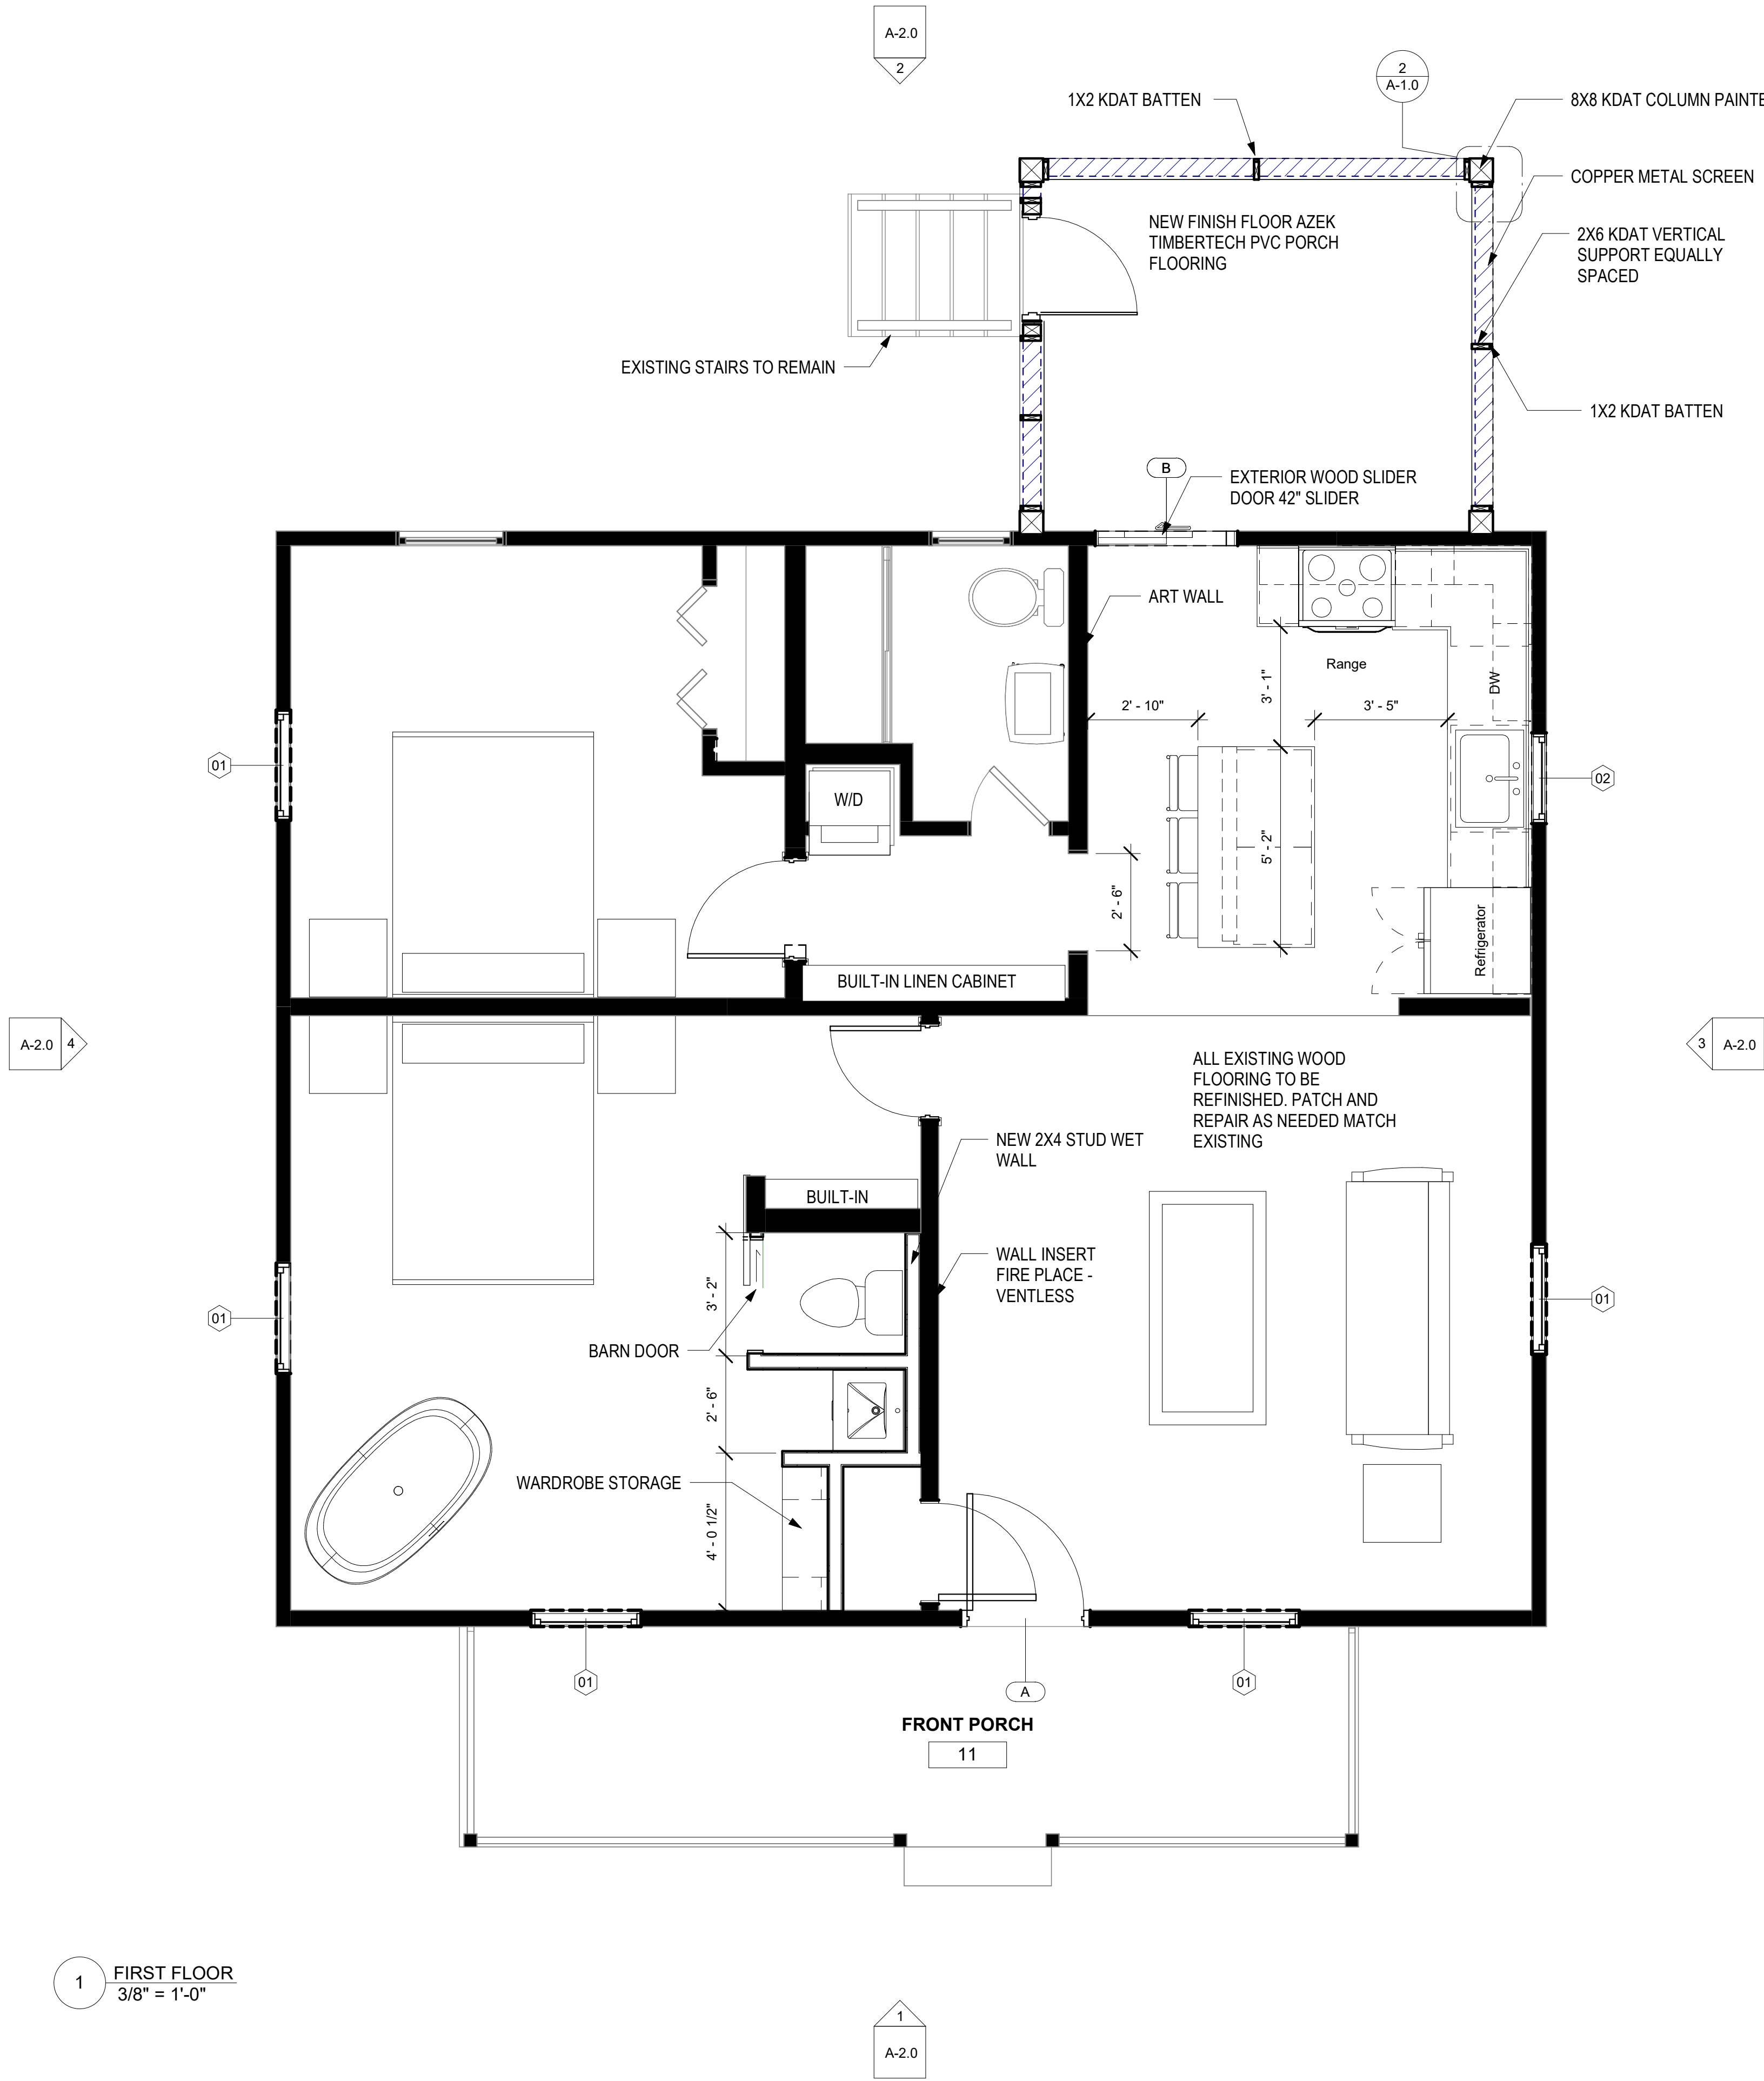 A-2.0
2
2
A-1.0
1X2 KDAT BATTEN
8X8 KDAT COLUMN PAINTE
COPPER METAL SCREEN
NEW FINISH FLOOR AZEK
TIMBERTECH PVC PORCH
FLOORING
2X6 KDAT VERTICAL
SUPPORT EQUALLY
SPACED
EXISTING STAIRS TO REMAIN
1X2 KDAT BATTEN
B
EXTERIOR WOOD SLIDER
DOOR 42" SLIDER
ART WALL
Range
3' - 1"
DW
2' - 10"
3' - 5"
01
02
W/D
5' - 2"
2' - 6"
Refrigerator
BUILT-IN LINEN CABINET
A-2.0
4
3
A-2.0
ALL EXISTING WOOD
FLOORING TO BE
REFINISHED. PATCH AND
REPAIR AS NEEDED MATCH
EXISTING
NEW 2X4 STUD WET
WALL
BUILT-IN
WALL INSERT
FIRE PLACE -
VENTLESS
3' - 2"
01
01
BARN DOOR
2' - 6"
WARDROBE STORAGE
4' - 0 1/2"
01
A
01
FRONT PORCH
11
1
FIRST FLOOR
3/8" = 1'-0"
1
A-2.0